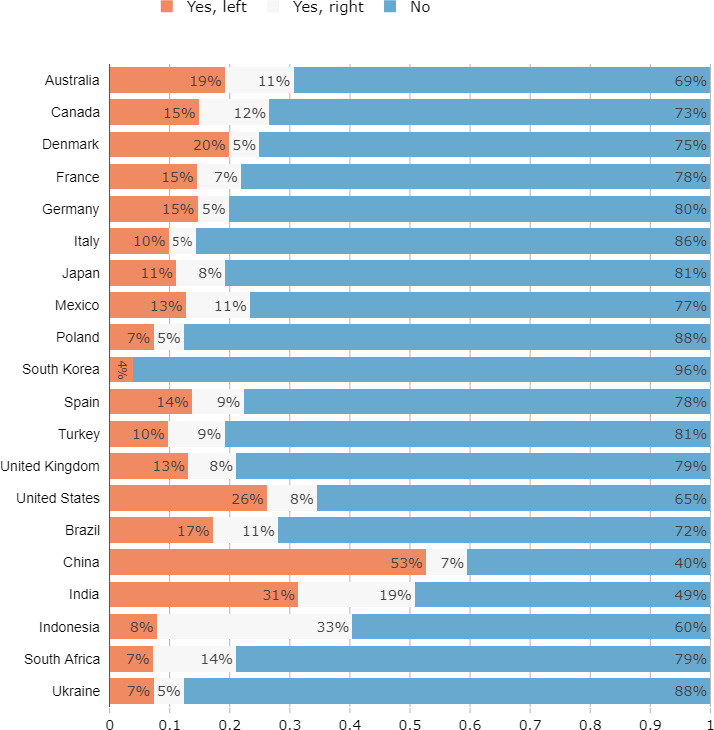 Yes, left Yes, right No
Australia 19% 11% 69%
Canada 15% 12% 73%
Denmark 20% 5% 75%
France 15% 7% 78%
Germany 15% 5% 80%
Italy 10% 5% 86%
Japan 11% 8% 81%
Mexico 13% 11% 77%
Poland 7% 5% 88%
South Korea 4% 96%
Spain 14% 9% 78%
Turkey 10% 9% 81%
United Kingdom 13% 8% 79%
United States 26% 8% 65%
Brazil 17% 11% 72%
China 53% 7% 40%
India 31% 19% 49%
Indonesia 8% 33% 60%
South Africa 7% 14% 79%
Ukraine 7% 5% 88%
0 0.1 0.2 0.3 0.4 0.5 0.6 0.7 0.8 0.9 1